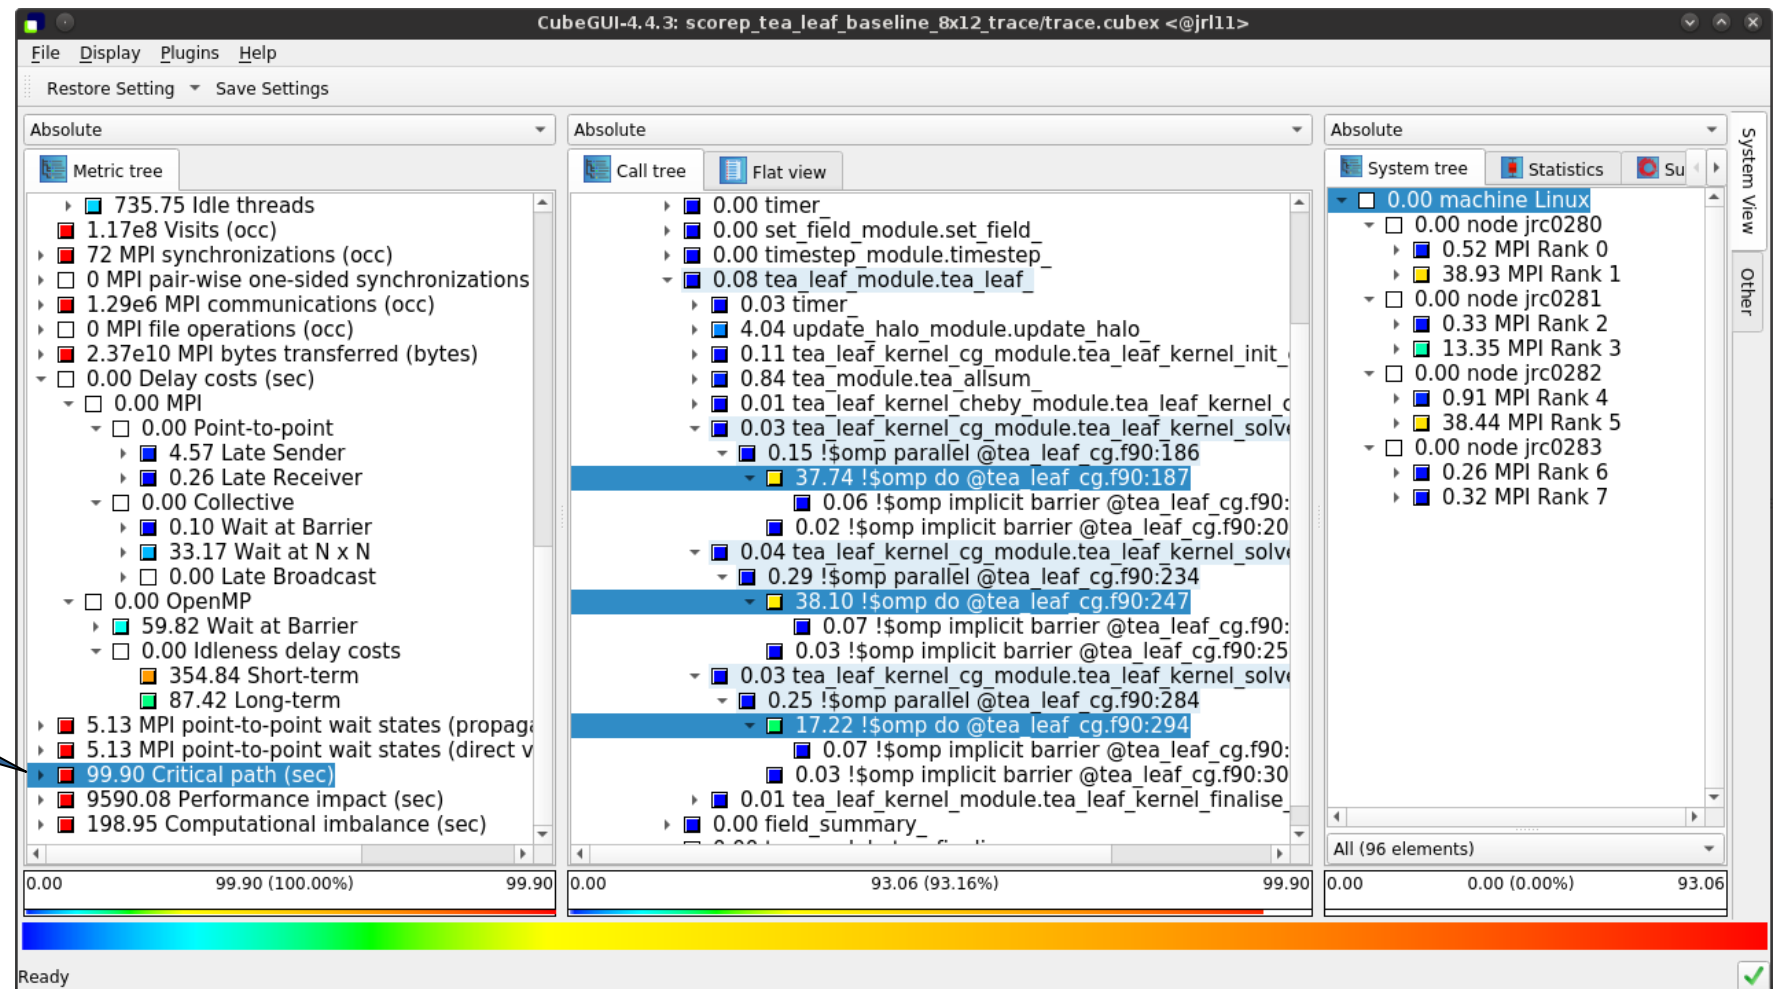 CubeGUI-4.4.3: scorep_tea_leaf_baseline_8x12_trace/trace.cubex <@jrl11>
File Display Plugins Help
Restore Setting Save Settings
Absolute
Metric tree
735.75 Idle threads
1.17e8 Visits (occ)
72 MPI synchronizations (occ)
0 MPI pair-wise one-sided synchronizations
1.29e6 MPI communications (occ)
0 MPI file operations (occ)
2.37e10 MPI bytes transferred (bytes)
0.00 Delay costs (sec)
0.00 MPI
0.00 Point-to-point
4.57 Late Sender
0.26 Late Receiver
0.00 Collective
0.10 Wait at Barrier
33.17 Wait at N x N
0.00 Late Broadcast
0.00 OpenMP
59.82 Wait at Barrier
0.00 Idleness delay costs
354.84 Short-term
87.42 Long-term
5.13 MPI point-to-point wait states (propag
5.13 MPI point-to-point wait states (direct v
99.90 Critical path (sec)
9590.08 Performance impact (sec)
198.95 Computational imbalance (sec)
0.00 99.90 (100.00%) 99.90
Absolute
Call tree Flat view
0.00 timer_
0.00 set_field_module.set_field_
0.00 timestep_module.timestep_
0.08 tea_leaf_module.tea_leaf_
0.03 timer_
4.04 update_halo_module.update_halo_
0.11 tea_leaf_kernel_cg_module.tea_leaf_kernel_init_
0.84 tea_module.tea_allsum_
0.01 tea_leaf_kernel_cheby_module.tea_leaf_kernel_c
0.03 tea_leaf_kernel_cg_module.tea_leaf_kernel_solve
0.15 !$omp parallel @tea_leaf_cg.f90:186
37.74 !$omp do @tea_leaf_cg.f90:187
0.06 !$omp implicit barrier @tea_leaf_cg.f90:
0.02 !$omp implicit barrier @tea_leaf_cg.f90:20
0.04 tea_leaf_kernel_cg_module.tea_leaf_kernel_solve
0.29 !$omp parallel @tea_leaf_cg.f90:234
38.10 !$omp do @tea_leaf_cg.f90:247
0.07 !$omp implicit barrier @tea_leaf_cg.f90:
0.03 !$omp implicit barrier @tea_leaf_cg.f90:25
0.03 tea_leaf_kernel_cg_module.tea_leaf_kernel_solve
0.25 !$omp parallel @tea_leaf_cg.f90:284
17.22 !$omp do @tea_leaf_cg.f90:294
0.07 !$omp implicit barrier @tea_leaf_cg.f90:
0.03 !$omp implicit barrier @tea_leaf_cg.f90:30
0.01 tea_leaf_kernel_module.tea_leaf_kernel_finalise_
0.00 field_summary_
0.00 93.06 (93.16%) 99.90
Absolute
System tree Statistics Su
0.00 machine Linux
0.00 node jrc0280
0.52 MPI Rank 0
38.93 MPI Rank 1
0.00 node jrc0281
0.33 MPI Rank 2
13.35 MPI Rank 3
0.00 node jrc0282
0.91 MPI Rank 4
38.44 MPI Rank 5
0.00 node jrc0283
0.26 MPI Rank 6
0.32 MPI Rank 7
All (96 elements)
0.00 0.00 (0.00%) 93.06
System View
Other
Ready